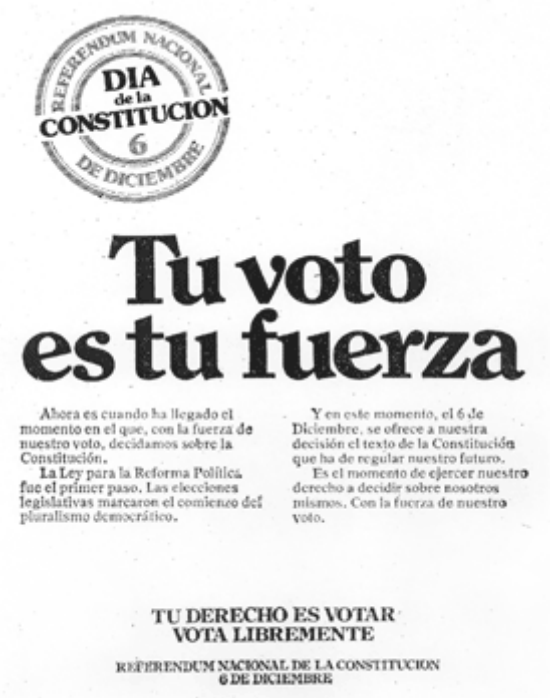 REFERENDUM NACIONAL
DIA
de la
CONSTITUCION
6
DE DICIEMBRE
Tu voto
es tu fuerza
Ahora es cuando ha llegado el
momento en el que, con la fuerza de
nuestro voto, decidamos sobre la
Constitución.
La Ley para la Reforma Política
fue el primer paso. Las elecciones
legislativas marcaron el comienzo del
pluralismo democrático.
Y en este momento, el 6 de
Diciembre, se ofrece a nuestra
decisión el texto de la Constitución
que ha de regular nuestro futuro.
Es el momento de ejercer nuestro
derecho a decidir sobre nosotros
mismos. Con la fuerza de nuestro
voto.
TU DERECHO ES VOTAR
VOTA LIBREMENTE
REFERENDUM NACIONAL DE LA CONSTITUCION
6 DE DICIEMBRE